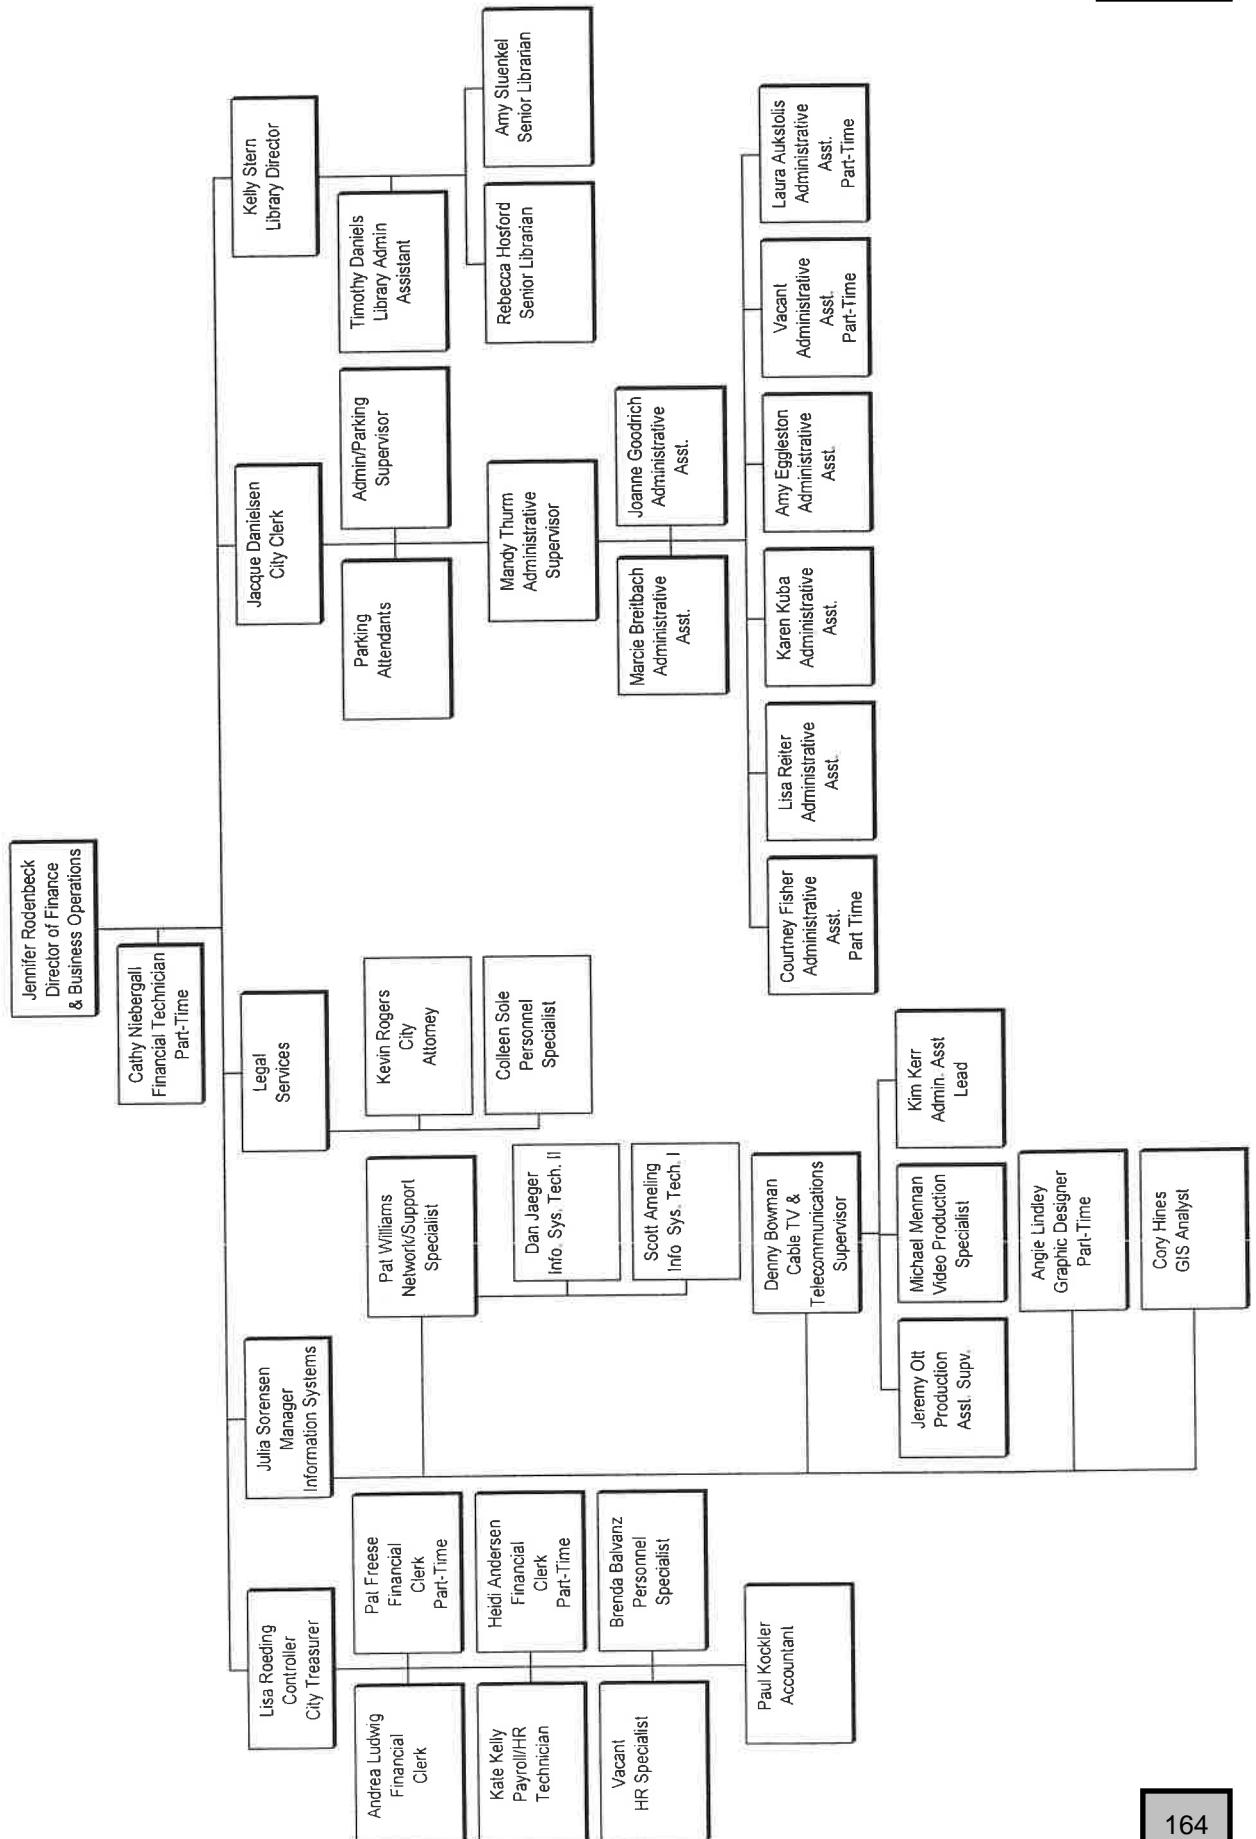 Jennifer Rodenbeck
Director of Finance
& Business Operations
Cathy Niebergall
Financial Technician
Part-Time
Lisa Roeding
Controller
City Treasurer
Andrea Ludwig
Financial
Clerk
Pat Freese
Financial
Clerk
Part-Time
Kate Kelly
Payroll/HR
Technician
Heidi Andersen
Financial
Clerk
Part-Time
Vacant
HR Specialist
Brenda Balvanz
Personnel
Specialist
Paul Kockler
Accountant
Julia Sorensen
Manager
Information Systems
Pat Williams
Network/Support
Specialist
Dan Jaeger
Info. Sys. Tech. II
Scott Ameling
Info Sys. Tech. I
Denny Bowman
Cable TV &
Telecommunications
Supervisor
Jeremy Ott
Production
Asst. Supv.
Michael Mennan
Video Production
Specialist
Kim Kerr
Admin. Asst
Lead
Angie Lindley
Graphic Designer
Part-Time
Cory Hines
GIS Analyst
Legal
Services
Kevin Rogers
City
Attorney
Colleen Sole
Personnel
Specialist
Jacque Danielsen
City Clerk
Parking
Attendants
Admin/Parking
Supervisor
Mandy Thurm
Administrative
Supervisor
Marcie Breitbach
Administrative
Asst.
Joanne Goodrich
Administrative
Asst.
Courtney Fisher
Administrative
Asst.
Part Time
Lisa Reiter
Administrative
Asst.
Karen Kuba
Administrative
Asst.
Amy Eggleston
Administrative
Asst.
Vacant
Administrative
Asst.
Part-Time
Laura Aukstolis
Administrative
Asst.
Part-Time
Kelly Stern
Library Director
Timothy Daniels
Library Admin
Assistant
Rebecca Hosford
Senior Librarian
Amy Stuenkel
Senior Librarian
164